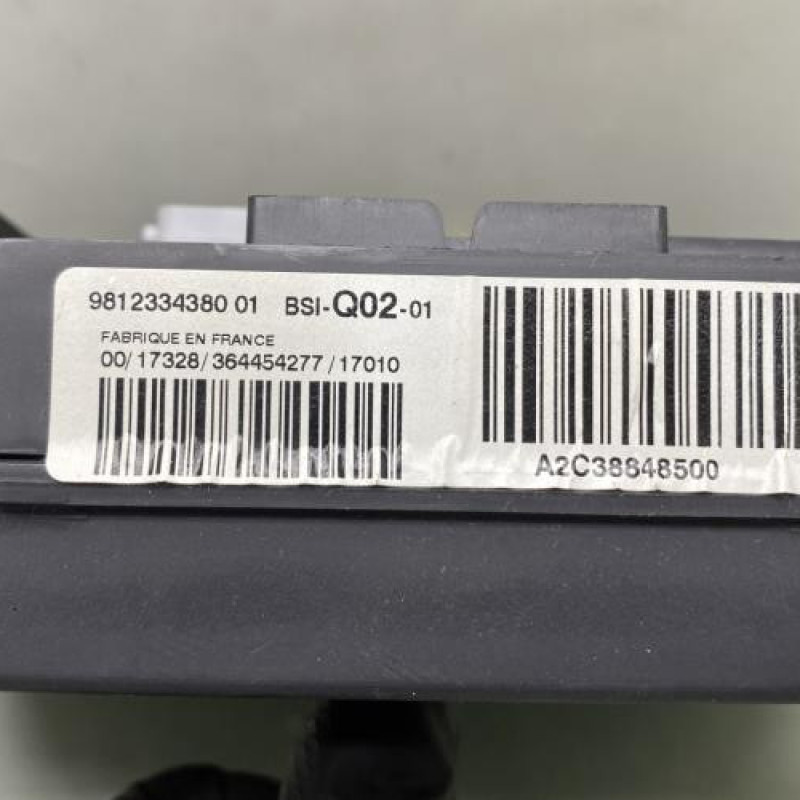 9812334380 01 BSI-Q02-01
FABRIQUE EN FRANCE
00/17328/364454277/17010
A2C38848500